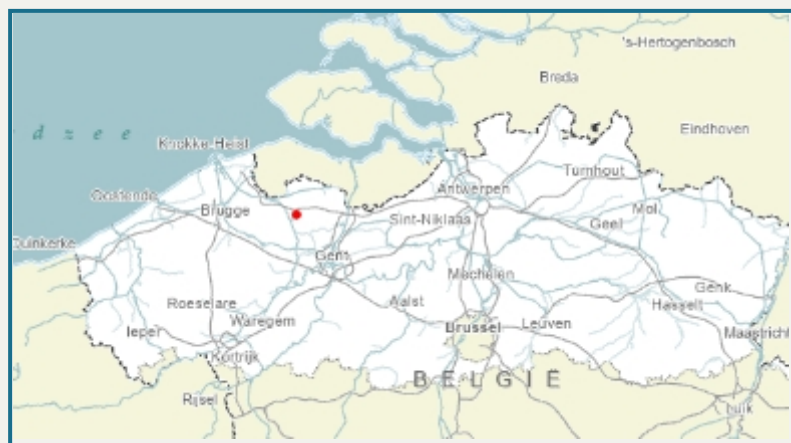 's-Hertogenbosch
Breda
Eindhoven
d z e e
Knokke-Heist
Turnhout
Oostende
Antwerpen
Brugge
Mol
Sint-Niklaas
Geel
Duinkerke
Gent
Mechelen
Genk
Roeselare
Aalst
Hasselt
Ieper
Waregem
Brussel
Leuven
Maastricht
Kortrijk
BELGIË
Rijsel
Luik